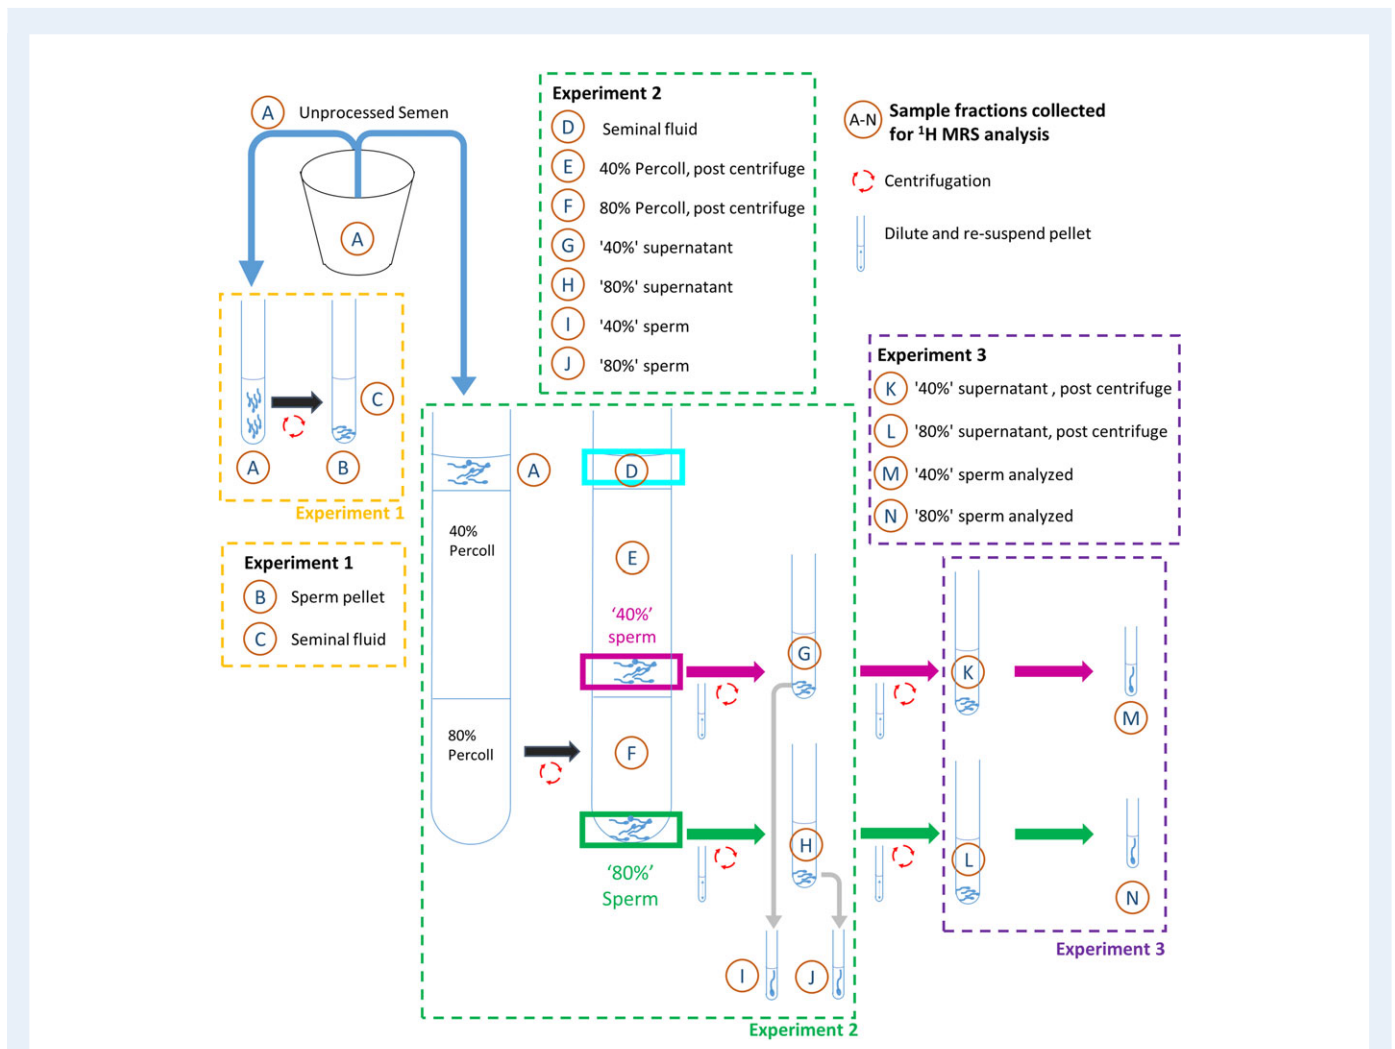 A Unprocessed Semen
A
A
B
C
Experiment 1
Experiment 1
B Sperm pellet
C Seminal fluid
Experiment 2
D Seminal fluid
E 40% Percoll, post centrifuge
F 80% Percoll, post centrifuge
G '40%' supernatant
H '80%' supernatant
I '40%' sperm
J '80%' sperm
A-N Sample fractions collected
for ¹H MRS analysis
Centrifugation
Dilute and re-suspend pellet
Experiment 3
K '40%' supernatant , post centrifuge
L '80%' supernatant, post centrifuge
M '40%' sperm analyzed
N '80%' sperm analyzed
A
40%
Percoll
80%
Percoll
D
E
‘40%’
sperm
F
‘80%’
Sperm
G
H
I
J
Experiment 2
K
M
L
N
Experiment 3